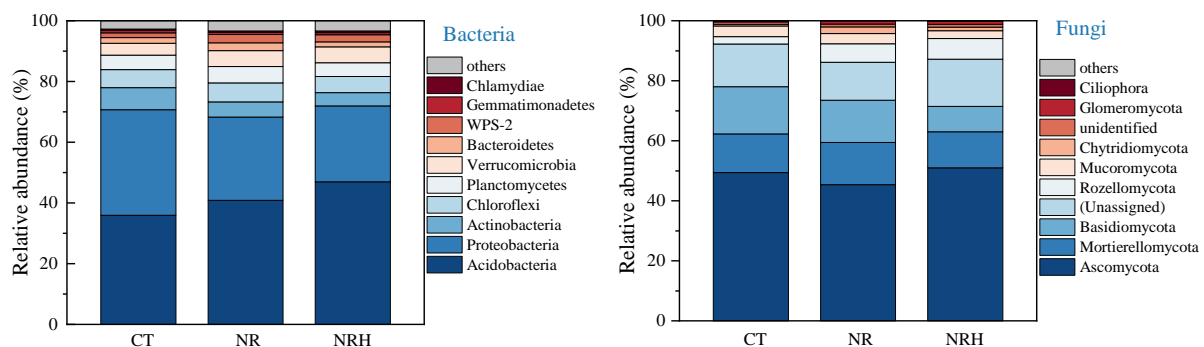 Bacteria
Relative abundance (%)
100
80
60
40
20
0
CT
NR
NRH
others
Chlamydiae
Gemmatimonadetes
WPS-2
Bacteroidetes
Verrucomicrobia
Planctomycetes
Chloroflexi
Actinobacteria
Proteobacteria
Acidobacteria
Fungi
Relative abundance (%)
100
80
60
40
20
0
CT
NR
NRH
others
Ciliophora
Glomeromycota
unidentified
Chytridiomycota
Mucoromycota
Rozellomycota
(Unassigned)
Basidiomycota
Mortierellomycota
Ascomycota